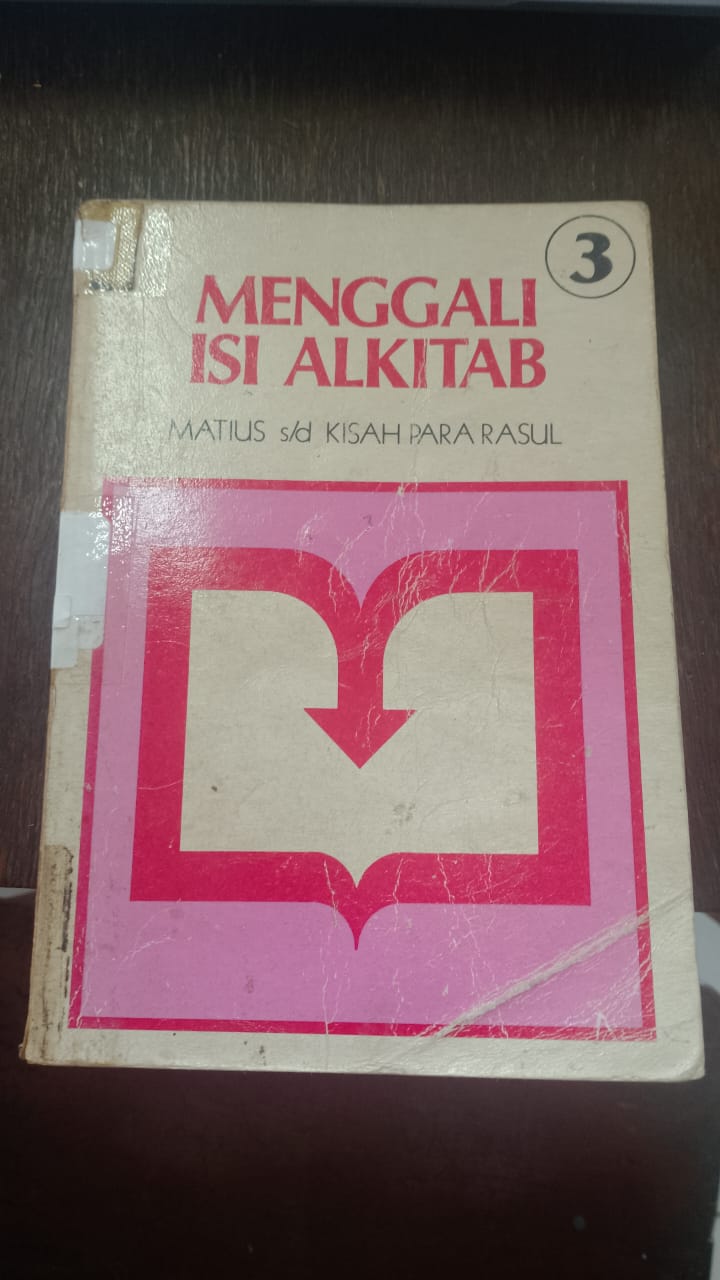 3
MENGGALI
ISI ALKITAB
MATIUS s/d KISAH PARA RASUL